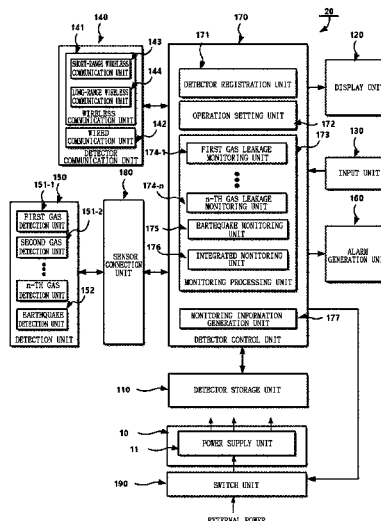 20
140
141
143
SHORT-RANGE WIRELESS
COMMUNICATION UNIT
144
LONG-RANGE WIRELESS
COMMUNICATION UNIT
WIRELESS
COMMUNICATION UNIT
WIRED
COMMUNICATION UNIT
142
DETECTOR
COMMUNICATION UNIT
170
171
DETECTOR REGISTRATION UNIT
OPERATION SETTING UNIT
172
173
174-1
FIRST GAS LEAKAGE
MONITORING UNIT
174-n
n-TH GAS LEAKAGE
MONITORING UNIT
175
EARTHQUAKE MONITORING
UNIT
176
INTEGRATED MONITORING
UNIT
MONITORING PROCESSING UNIT
MONITORING INFORMATION
GENERATION UNIT
177
DETECTOR CONTROL UNIT
120
DISPLAY UNIT
130
INPUT UNIT
160
ALARM
GENERATION UNIT
151-1
150
FIRST GAS
DETECTION UNIT
151-2
SECOND GAS
DETECTION UNIT
n-TH GAS
DETECTION UNIT
152
EARTHQUAKE
DETECTION UNIT
DETECTION UNIT
180
SENSOR
CONNECTION
UNIT
110
DETECTOR STORAGE UNIT
10
11
POWER SUPPLY UNIT
190
SWITCH UNIT
EXTERNAL POWER